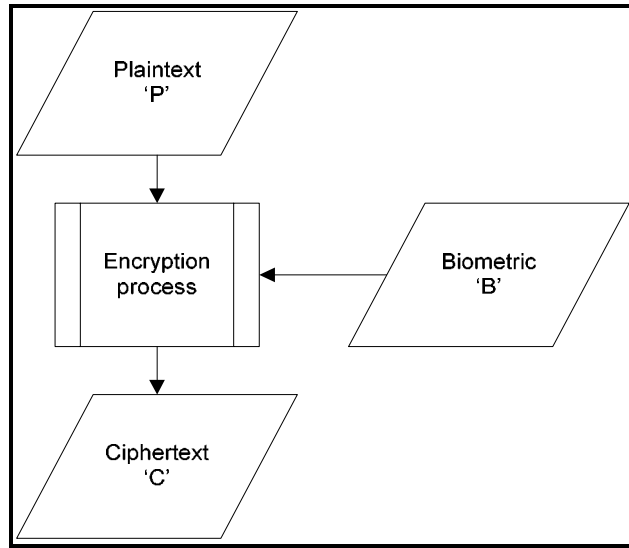 Plaintext
‘P’
Encryption
process
Biometric
‘B’
Ciphertext
‘C’